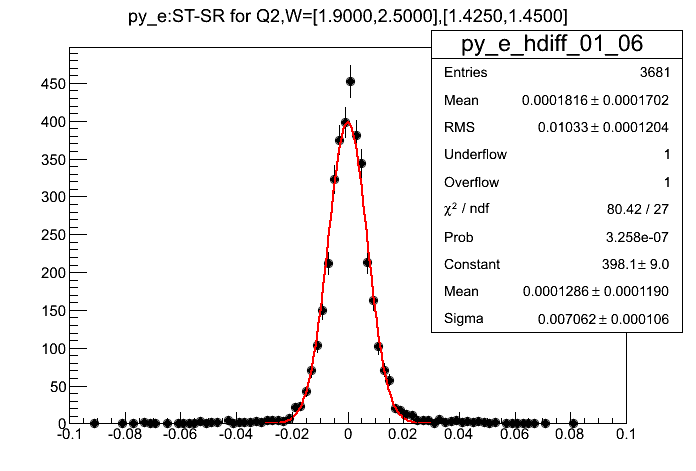 py_e:ST-SR for Q2,W=[1.9000,2.5000],[1.4250,1.4500]
py_e_hdiff_01_06
Entries 3681
Mean 0.0001816 ± 0.0001702
RMS 0.01033 ± 0.0001204
Underflow 1
Overflow 1
χ² / ndf 80.42 / 27
Prob 3.258e-07
Constant 398.1 ± 9.0
Mean 0.0001286 ± 0.0001190
Sigma 0.007062 ± 0.000106
450
400
350
300
250
200
150
100
50
0
-0.1 -0.08 -0.06 -0.04 -0.02 0 0.02 0.04 0.06 0.08 0.1